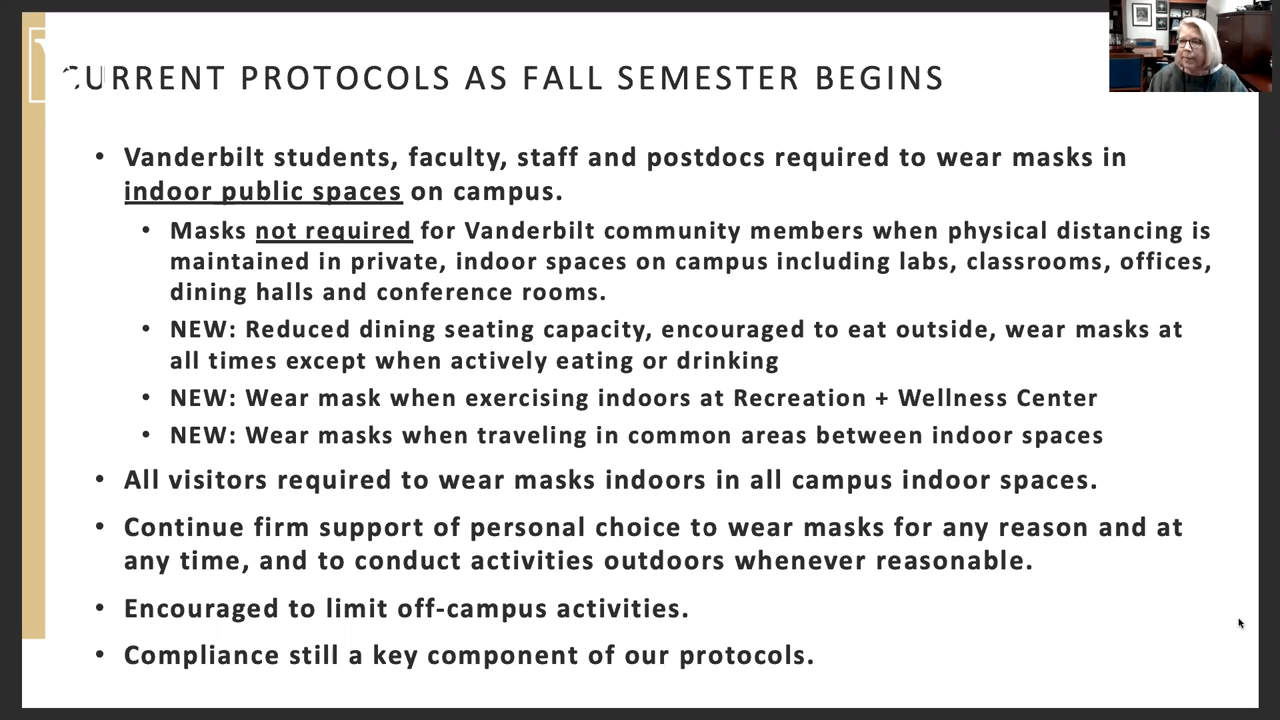 CURRENT PROTOCOLS AS FALL SEMESTER BEGINS
• Vanderbilt students, faculty, staff and postdocs required to wear masks in
indoor public spaces on campus.
• Masks not required for Vanderbilt community members when physical distancing is
maintained in private, indoor spaces on campus including labs, classrooms, offices,
dining halls and conference rooms.
• NEW: Reduced dining seating capacity, encouraged to eat outside, wear masks at
all times except when actively eating or drinking
• NEW: Wear mask when exercising indoors at Recreation + Wellness Center
• NEW: Wear masks when traveling in common areas between indoor spaces
• All visitors required to wear masks indoors in all campus indoor spaces.
• Continue firm support of personal choice to wear masks for any reason and at
any time, and to conduct activities outdoors whenever reasonable.
• Encouraged to limit off-campus activities.
• Compliance still a key component of our protocols.